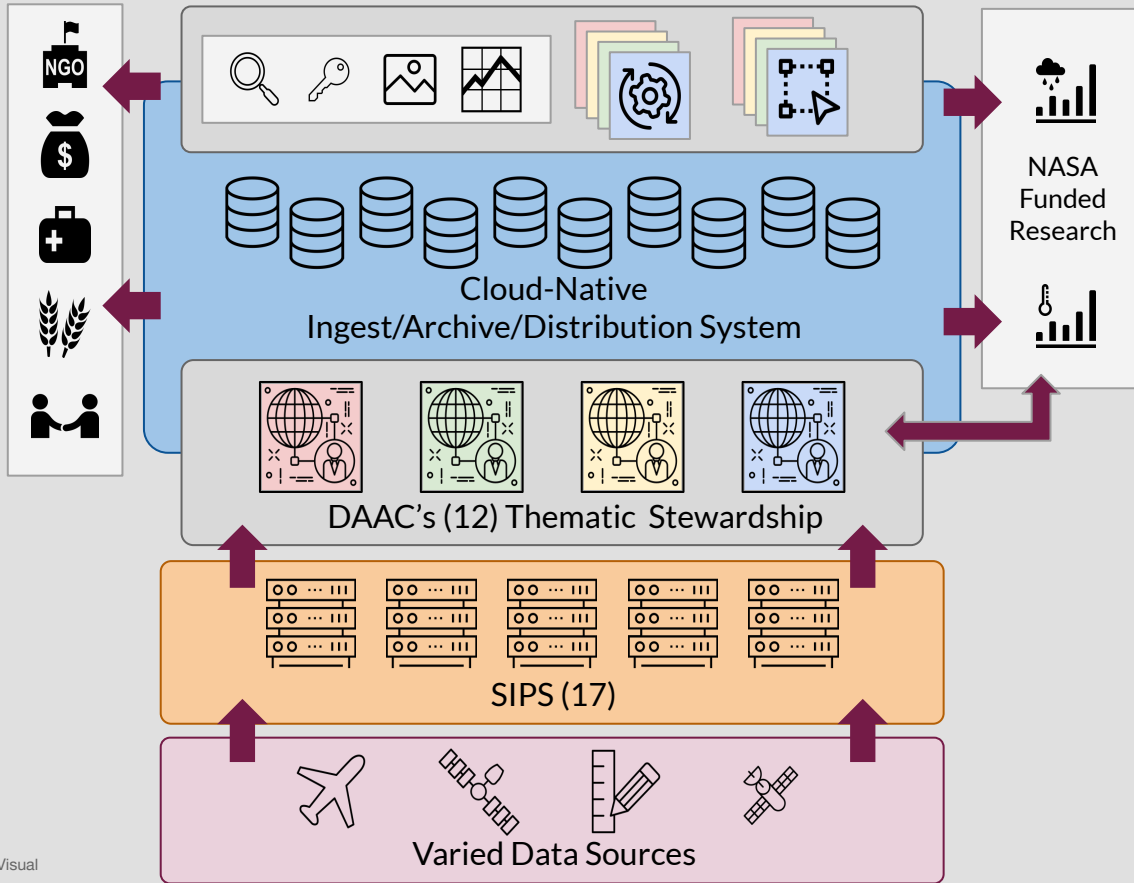 NGO
$
NASA
Funded
Research
Cloud-Native
Ingest/Archive/Distribution System
DAAC's (12) Thematic Stewardship
SIPS (17)
Varied Data Sources
Visual